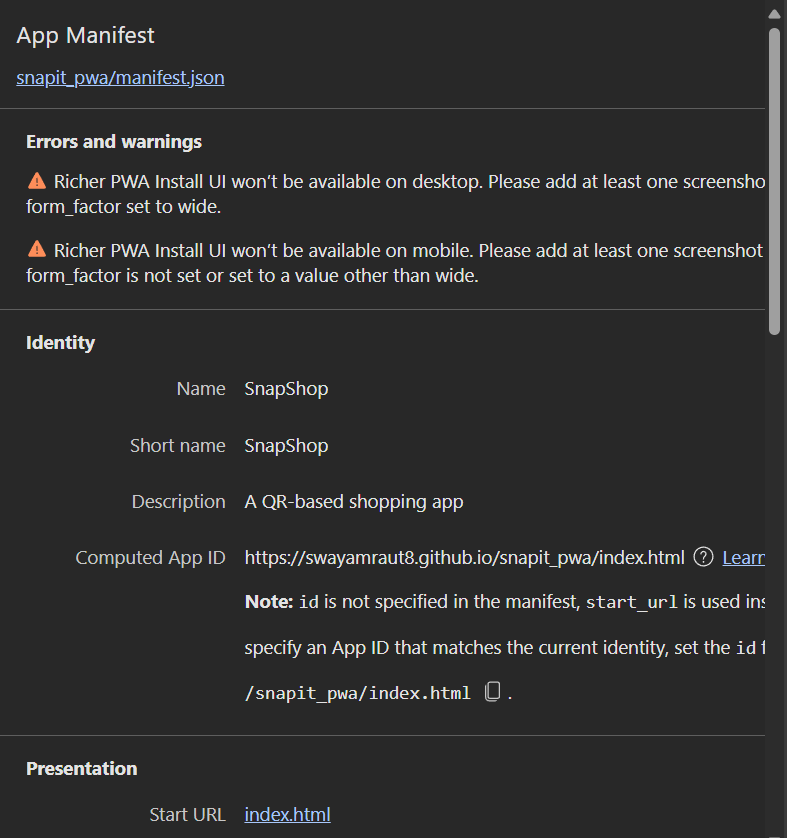 App Manifest
snapit_pwa/manifest.json
Errors and warnings
Richer PWA Install UI won’t be available on desktop. Please add at least one screensho
form_factor set to wide.
Richer PWA Install UI won’t be available on mobile. Please add at least one screenshot
form_factor is not set or set to a value other than wide.
Identity
Name SnapShop
Short name SnapShop
Description A QR-based shopping app
Computed App ID https://swayamraut8.github.io/snapit_pwa/index.html ? Learn
Note: id is not specified in the manifest, start_url is used ins
specify an App ID that matches the current identity, set the id f
/snapit_pwa/index.html .
Presentation
Start URL index.html